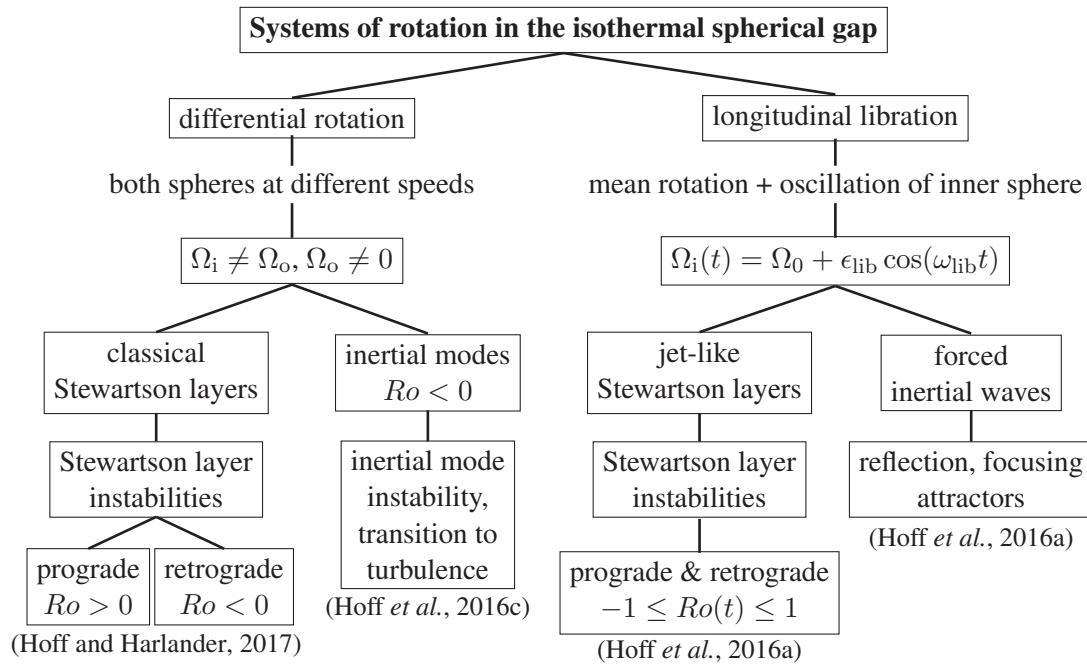 Systems of rotation in the isothermal spherical gap
differential rotation
both spheres at different speeds
Ωᵢ ≠ Ωₒ, Ωₒ ≠ 0
classical
Stewartson layers
Stewartson layer
instabilities
prograde
Ro > 0
retrograde
Ro < 0
(Hoff and Harlander, 2017)
inertial modes
Ro < 0
inertial mode
instability,
transition to
turbulence
(Hoff et al., 2016c)
longitudinal libration
mean rotation + oscillation of inner sphere
Ωᵢ(t) = Ω₀ + ϵ_lib cos(ω_lib t)
jet-like
Stewartson layers
Stewartson layer
instabilities
prograde & retrograde
−1 ≤ Ro(t) ≤ 1
(Hoff et al., 2016a)
forced
inertial waves
reflection, focusing
attractors
(Hoff et al., 2016a)